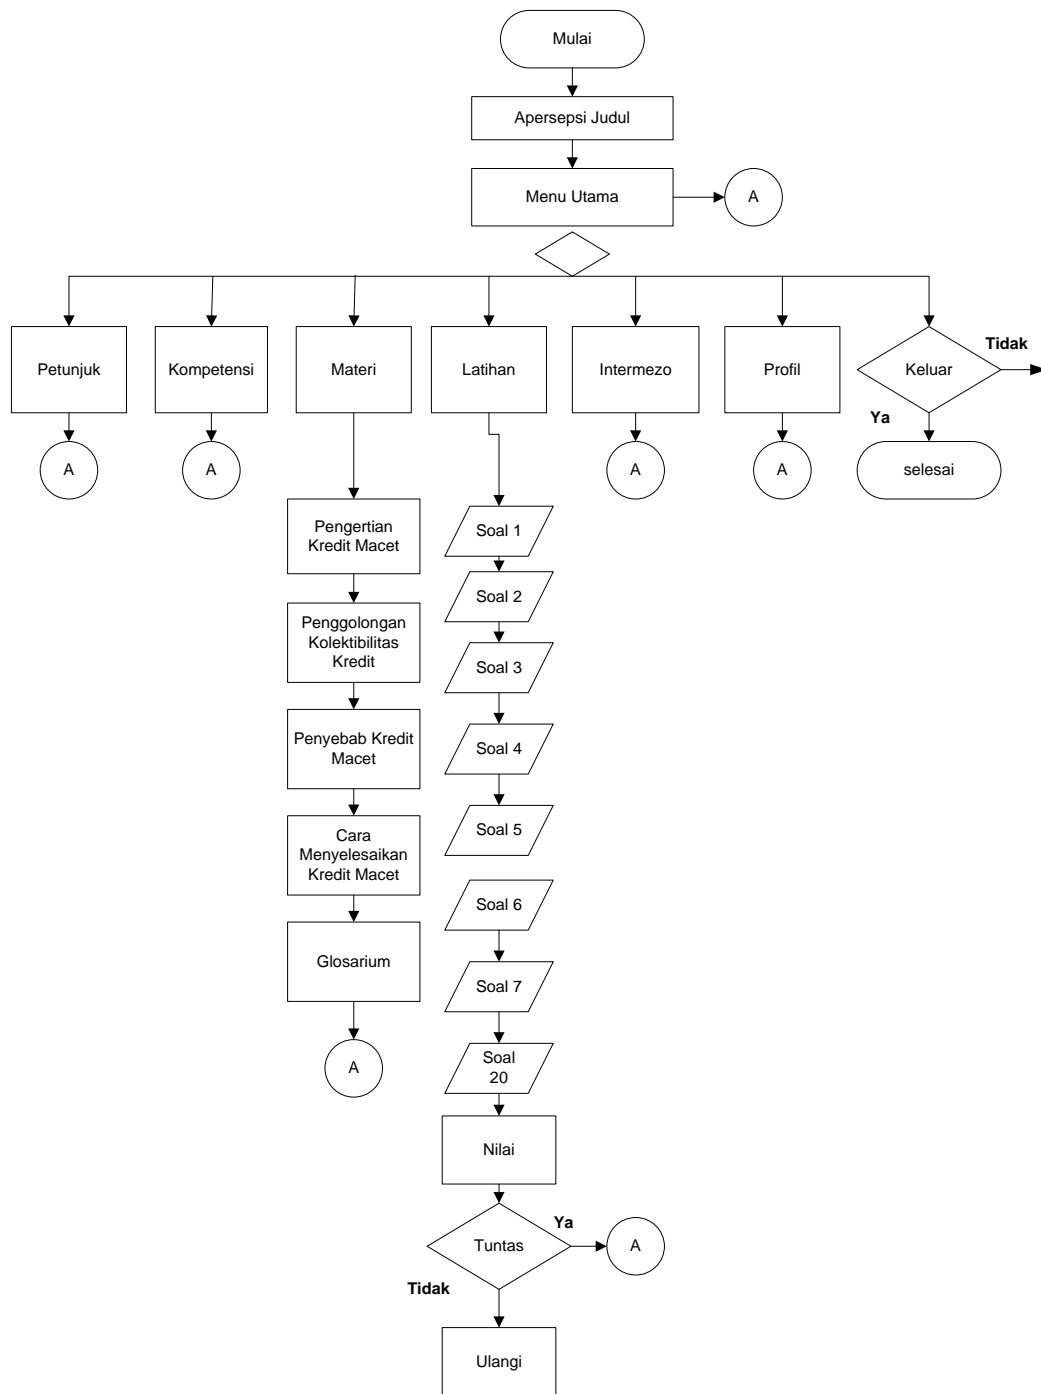 Mulai
Apersepsi Judul
Menu Utama
A
Petunjuk
Kompetensi
Materi
Latihan
Intermezo
Profil
Keluar
Tidak
Ya
A
A
A
A
selesai
Pengertian
Kredit Macet
Penggolongan
Kolektibilitas
Kredit
Penyebab Kredit
Macet
Cara
Menyelesaikan
Kredit Macet
Glosarium
A
Soal 1
Soal 2
Soal 3
Soal 4
Soal 5
Soal 6
Soal 7
Soal
20
Nilai
Tuntas
Ya
A
Tidak
Ulangi